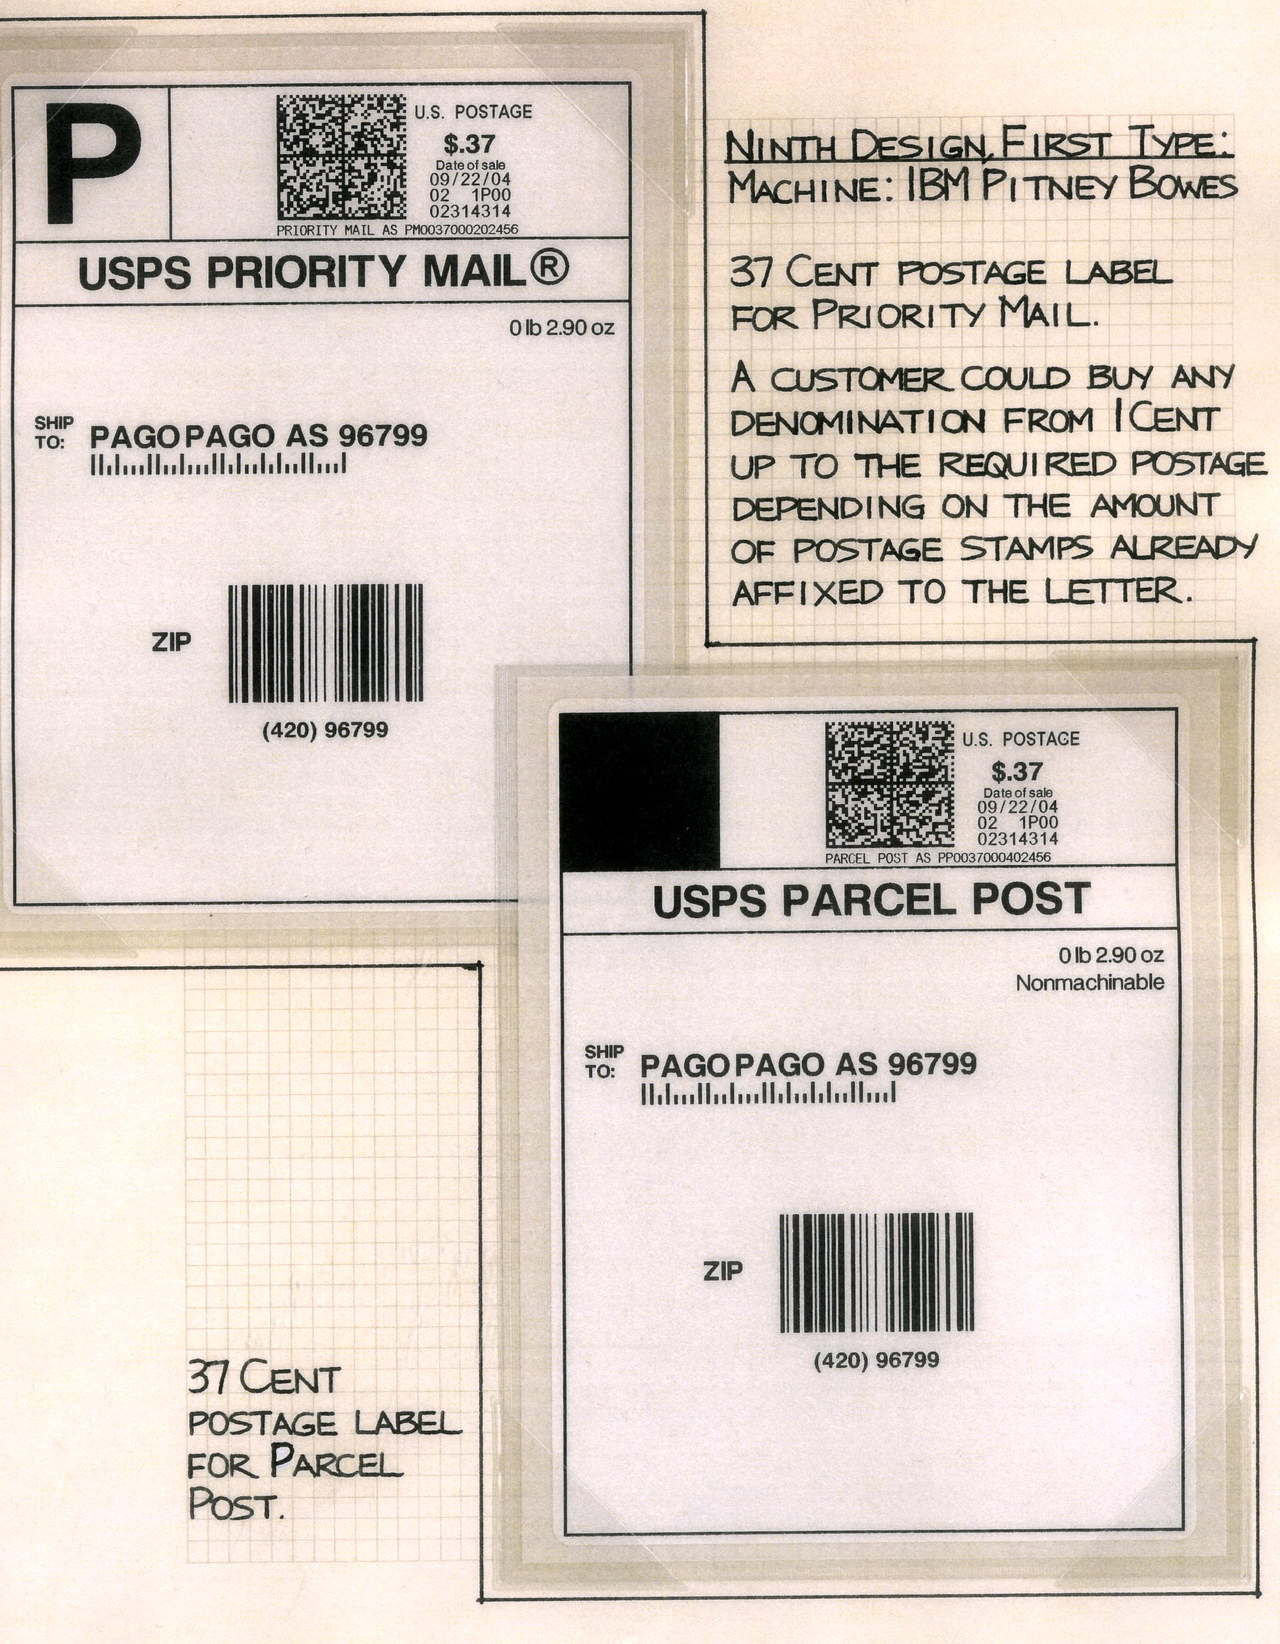 P
U.S. POSTAGE
$.37
Date of sale
09/22/04
02 1P00
02314314
PRIORITY MAIL AS PM0037000202456
USPS PRIORITY MAIL®
0 lb 2.90 oz
SHIP
TO:
PAGO PAGO AS 96799
ZIP
(420) 96799
NINTH DESIGN, FIRST TYPE:
MACHINE: IBM PITNEY BOWES
37 CENT POSTAGE LABEL
FOR PRIORITY MAIL.
A CUSTOMER COULD BUY ANY
DENOMINATION FROM 1 CENT
UP TO THE REQUIRED POSTAGE
DEPENDING ON THE AMOUNT
OF POSTAGE STAMPS ALREADY
AFFIXED TO THE LETTER.
U.S. POSTAGE
$.37
Date of sale
09/22/04
02 1P00
02314314
PARCEL POST AS PP0037000402456
USPS PARCEL POST
0 lb 2.90 oz
Nonmachinable
SHIP
TO:
PAGO PAGO AS 96799
ZIP
(420) 96799
37 CENT
POSTAGE LABEL
FOR PARCEL
POST.